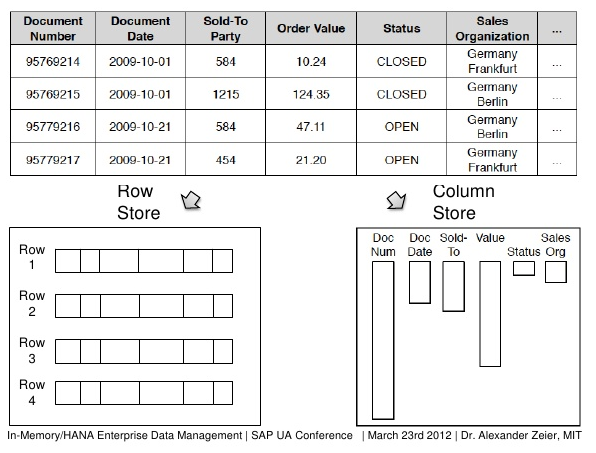 Document Number | Document Date | Sold-To Party | Order Value | Status | Sales Organization | ...
95769214 | 2009-10-01 | 584 | 10.24 | CLOSED | Germany Frankfurt | ...
95769215 | 2009-10-01 | 1215 | 124.35 | CLOSED | Germany Berlin | ...
95779216 | 2009-10-21 | 584 | 47.11 | OPEN | Germany Berlin | ...
95779217 | 2009-10-21 | 454 | 21.20 | OPEN | Germany Frankfurt | ...
Row Store
Column Store
Row 1
Row 2
Row 3
Row 4
Doc Num
Doc Date
Sold-To
Value
Status
Sales Org
In-Memory/HANA Enterprise Data Management | SAP UA Conference | March 23rd 2012 | Dr. Alexander Zeier, MIT